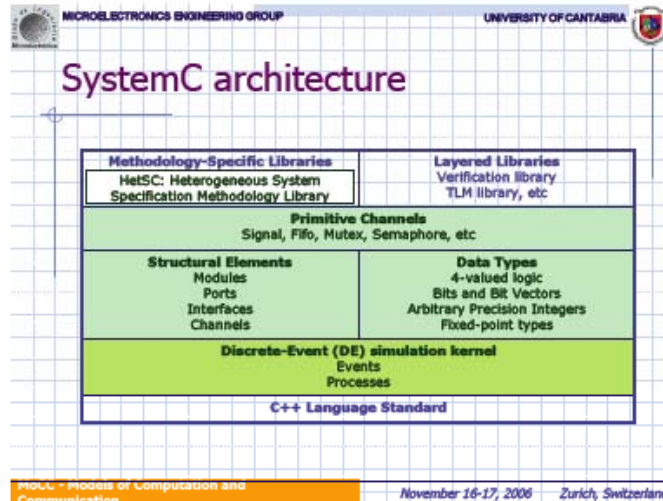 MICROELECTRONICS ENGINEERING GROUP
UNIVERSITY OF CANTABRIA
SystemC architecture
Methodology-Specific Libraries
HetSC: Heterogeneous System
Specification Methodology Library
Layered Libraries
Verification library
TLM library, etc
Primitive Channels
Signal, Fifo, Mutex, Semaphore, etc
Structural Elements
Modules
Ports
Interfaces
Channels
Data Types
4-valued logic
Bits and Bit Vectors
Arbitrary Precision Integers
Fixed-point types
Discrete-Event (DE) simulation kernel
Events
Processes
C++ Language Standard
MoCC - Models of Computation and
Communication
November 16-17, 2006
Zurich, Switzerlan